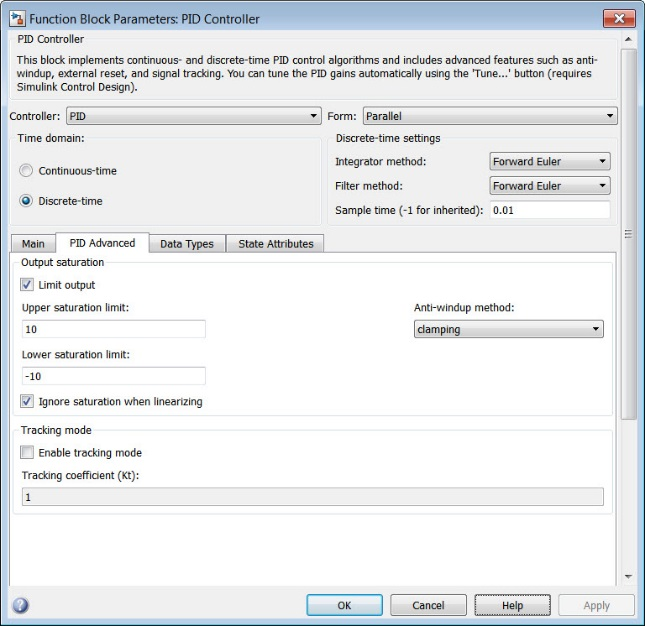 Function Block Parameters: PID Controller
PID Controller
This block implements continuous- and discrete-time PID control algorithms and includes advanced features such as anti-
windup, external reset, and signal tracking. You can tune the PID gains automatically using the 'Tune...' button (requires
Simulink Control Design).
Controller: PID Form: Parallel
Time domain:
Continuous-time
Discrete-time
Discrete-time settings
Integrator method: Forward Euler
Filter method: Forward Euler
Sample time (-1 for inherited): 0.01
Main PID Advanced Data Types State Attributes
Output saturation
Limit output
Upper saturation limit: Anti-windup method:
10 clamping
Lower saturation limit:
-10
Ignore saturation when linearizing
Tracking mode
Enable tracking mode
Tracking coefficient (Kt):
1
OK Cancel Help Apply